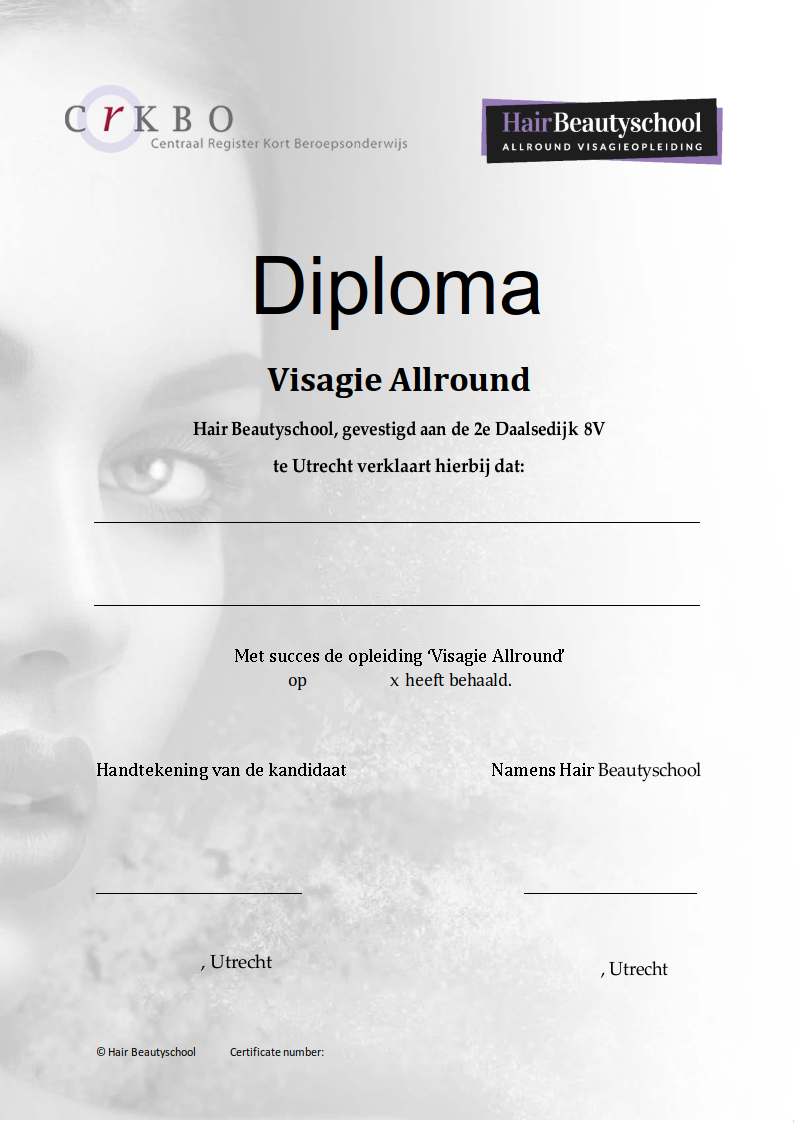 CrKBO
Centraal Register Kort Beroepsonderwijs
HairBeautyschool
ALLROUND VISAGIEOPLEIDING
Diploma
Visagie Allround
Hair Beautyschool, gevestigd aan de 2e Daalsedijk 8V
te Utrecht verklaart hierbij dat:
Met succes de opleiding ‘Visagie Allround’
op x heeft behaald.
Handtekening van de kandidaat Namens Hair Beautyschool
, Utrecht
, Utrecht
© Hair Beautyschool Certificate number: